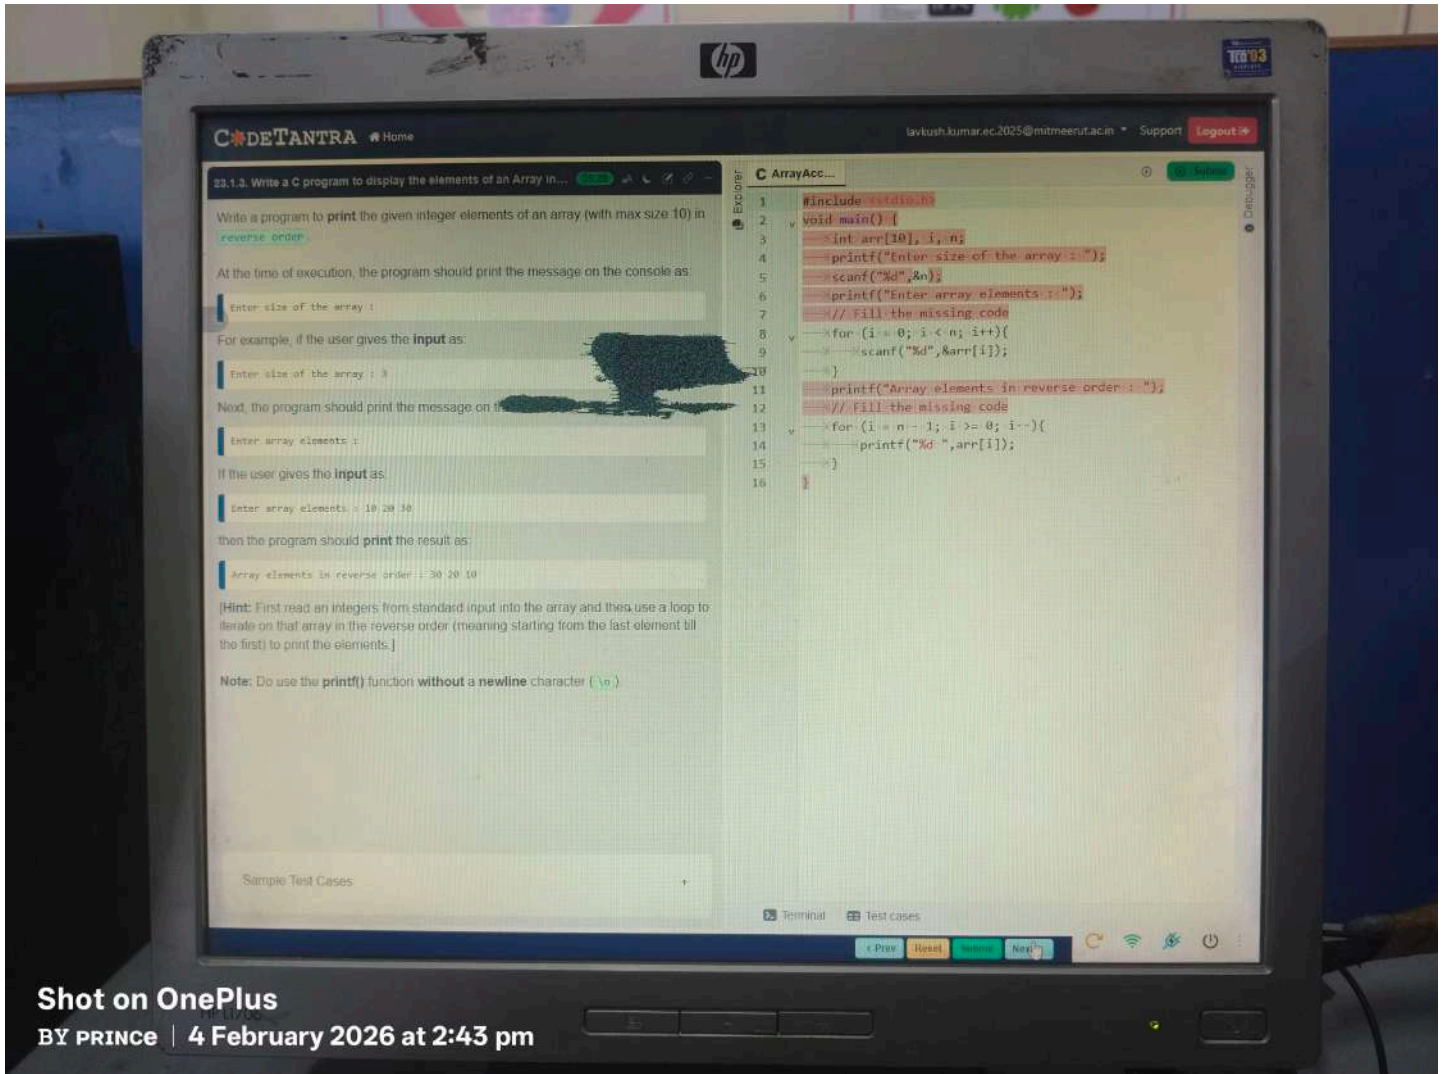 hp
TCO'03
CODETANTRA Home
lavkush.kumar.ec.2025@mitmeerut.ac.in Support Logout
23.1.3. Write a C program to display the elements of an Array in...
Write a program to print the given integer elements of an array (with max size 10) in
reverse order.
At the time of execution, the program should print the message on the console as:
Enter size of the array :
For example, if the user gives the input as:
Enter size of the array : 3
Next, the program should print the message on
Enter array elements :
If the user gives the input as:
Enter array elements : 10 20 30
then the program should print the result as:
Array elements in reverse order : 30 20 10
[Hint: First read an integers from standard input into the array and then use a loop to
iterate on that array in the reverse order (meaning starting from the last element till
the first) to print the elements.]
Note: Do use the printf() function without a newline character ( \n )
Sample Test Cases +
Explorer
C ArrayAcc...
Submit
Debugger
1 #include <stdio.h>
2 void main() {
3 int arr[10], i, n;
4 printf("Enter size of the array : ");
5 scanf("%d",&n);
6 printf("Enter array elements : ");
7 // Fill the missing code
8 for (i = 0; i < n; i++){
9 scanf("%d",&arr[i]);
10 }
11 printf("Array elements in reverse order : ");
12 // Fill the missing code
13 for (i = n - 1; i >= 0; i--){
14 printf("%d ",arr[i]);
15 }
16 }
Terminal Test cases
< Prev Reset Submit
Shot on OnePlus
BY PRINCE | 4 February 2026 at 2:43 pm